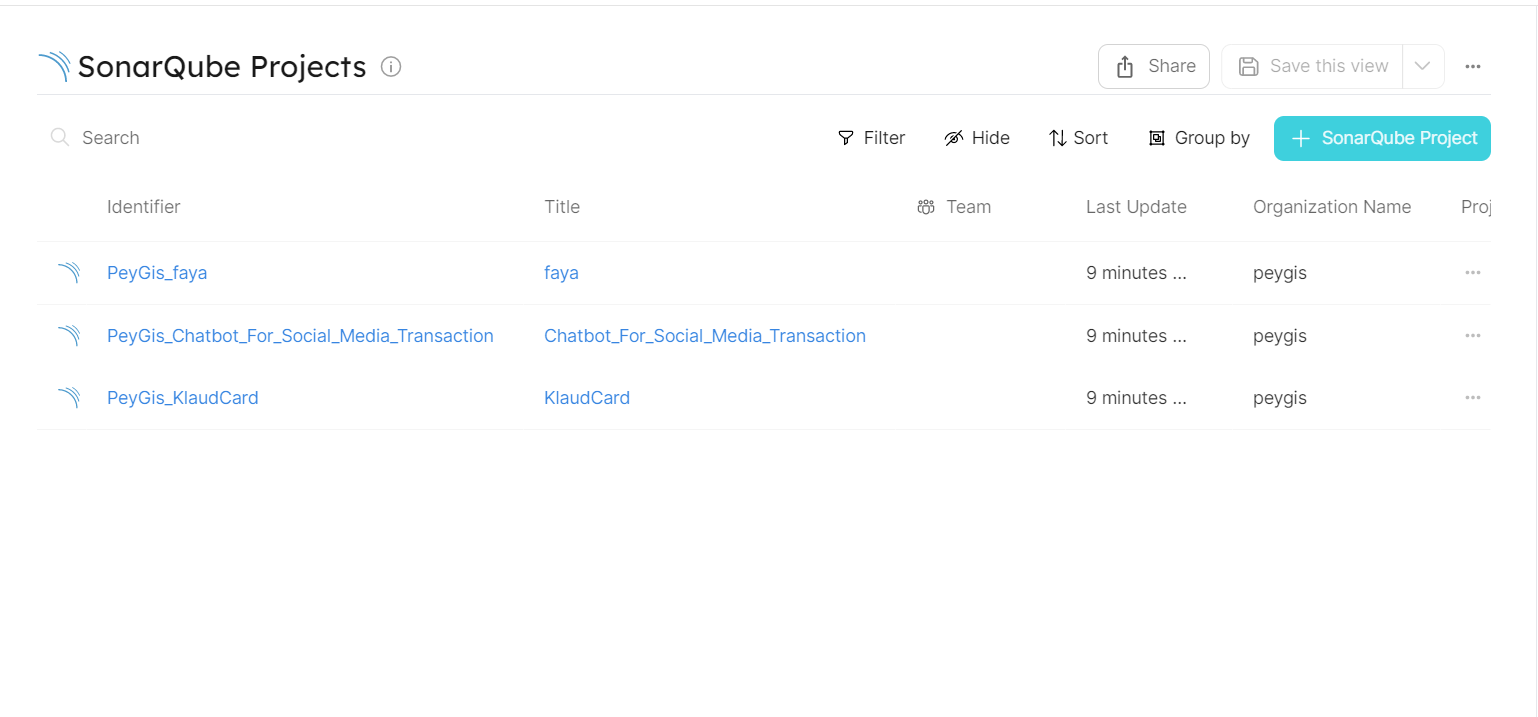 SonarQube Projects
Share
Save this view
Search
Filter
Hide
Sort
Group by
SonarQube Project
Identifier Title Team Last Update Organization Name Proj
PeyGis_faya faya 9 minutes ... peygis
PeyGis_Chatbot_For_Social_Media_Transaction Chatbot_For_Social_Media_Transaction 9 minutes ... peygis
PeyGis_KlaudCard KlaudCard 9 minutes ... peygis